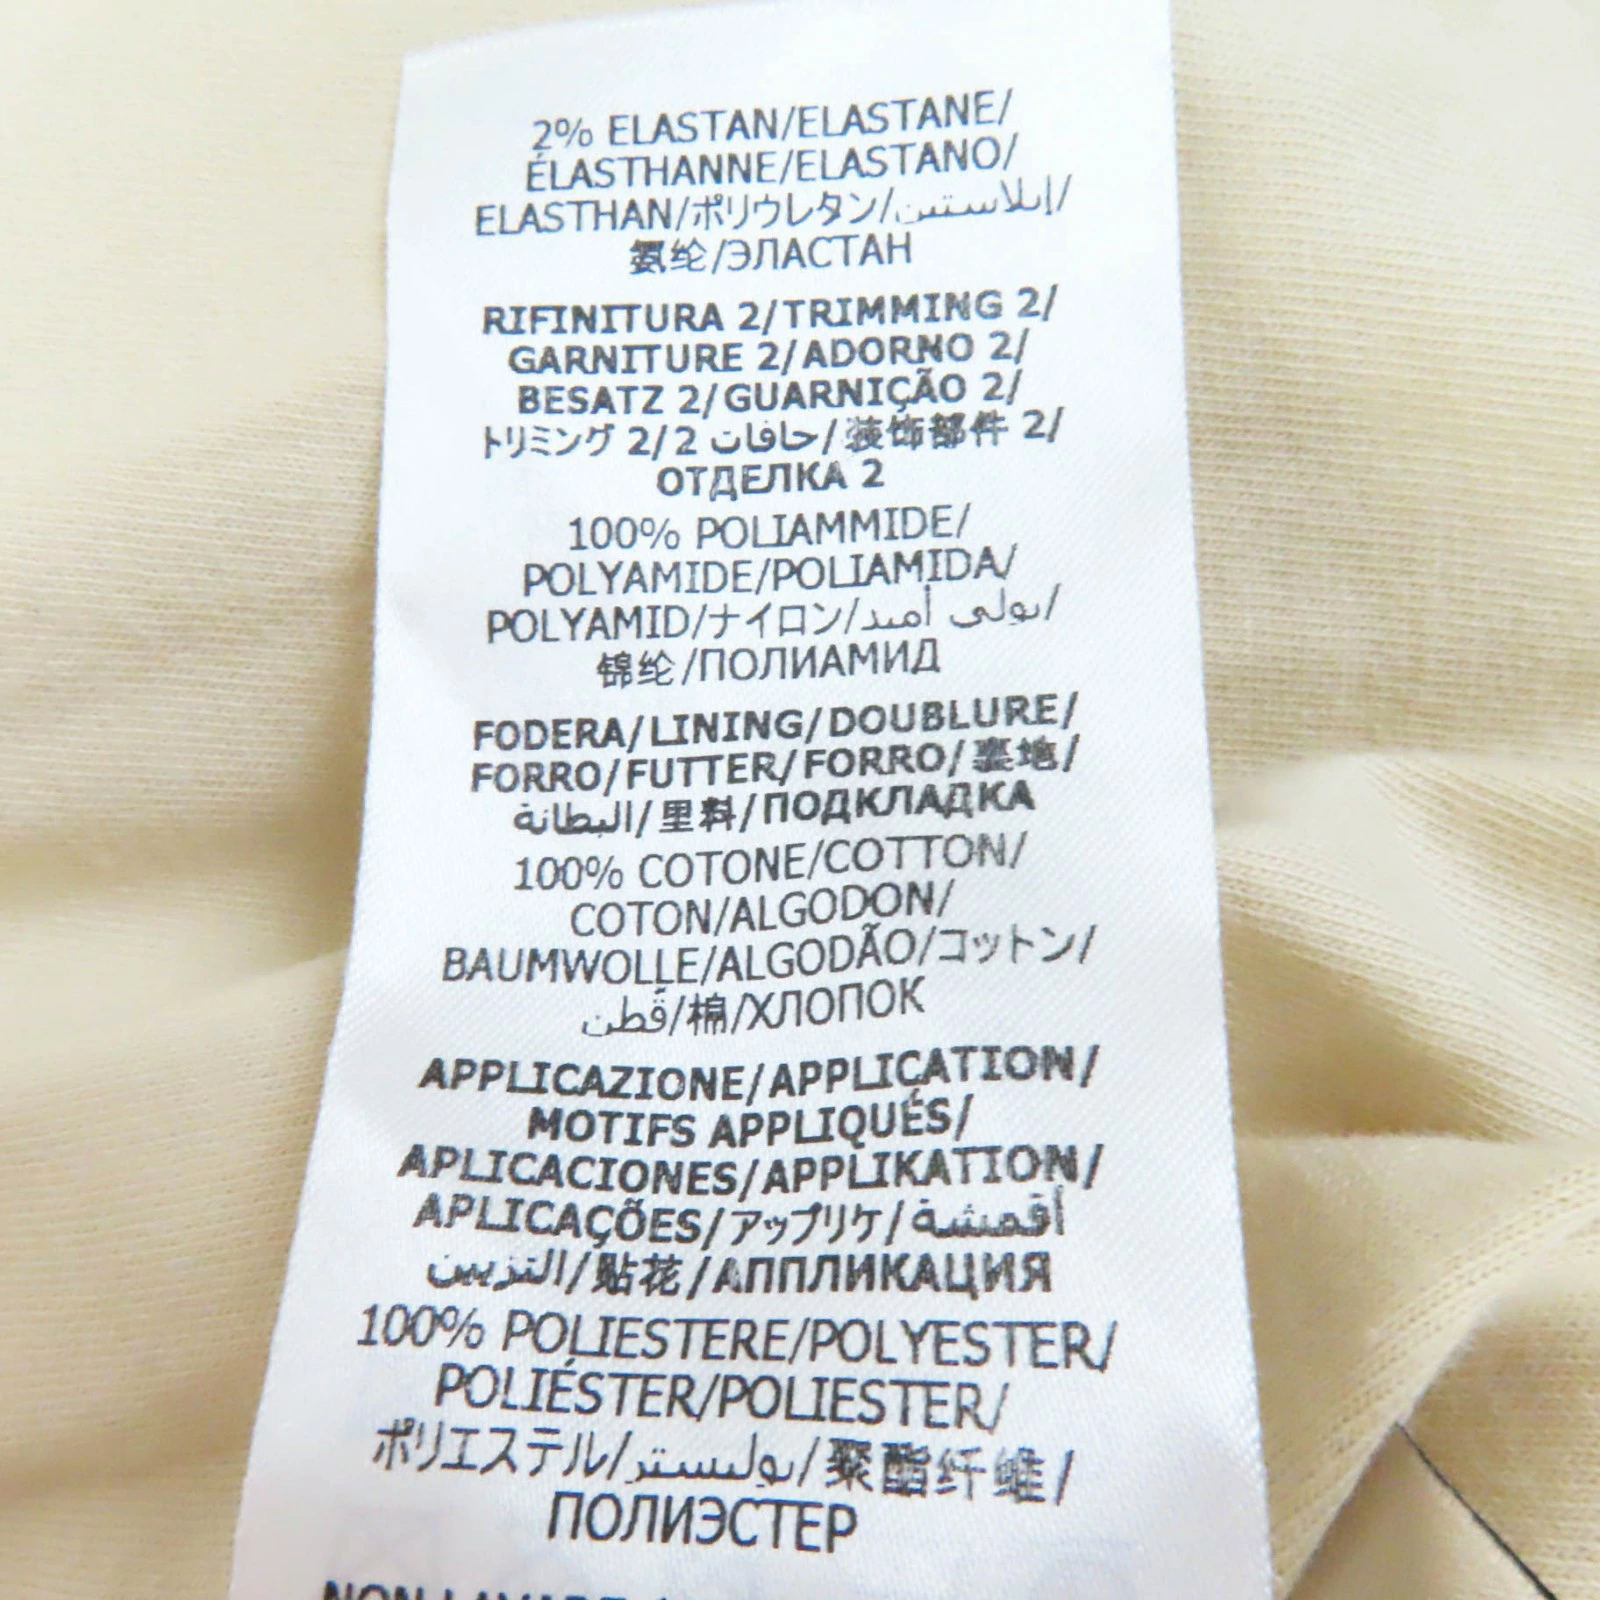 2% ELASTAN/ELASTANE/
ÉLASTHANNE/ELASTANO/
ELASTHAN/ポリウレタン/إيلاستين/
氨纶/ЭЛАСТАН
RIFINITURA 2/TRIMMING 2/
GARNITURE 2/ADORNO 2/
BESATZ 2/GUARNIÇÃO 2/
トリミング 2/2 حافات/装饰部件 2/
ОТДЕЛКА 2
100% POLIAMMIDE/
POLYAMIDE/POLIAMIDA/
POLYAMID/ナイロン/بولي أميد/
锦纶/ПОЛИАМИД
FODERA/LINING/DOUBLURE/
FORRO/FUTTER/FORRO/裏地/
البطانة/里料/ПОДКЛАДКА
100% COTONE/COTTON/
COTON/ALGODON/
BAUMWOLLE/ALGODÃO/コットン/
قطن/棉/ХЛОПОК
APPLICAZIONE/APPLICATION/
MOTIFS APPLIQUÉS/
APLICACIONES/APPLIKATION/
APLICAÇÕES/アップリケ/أقمشة
التزيين/贴花/АППЛИКАЦИЯ
100% POLIESTERE/POLYESTER/
POLIÉSTER/POLIESTER/
ポリエステル/بوليستر/聚酯纤维/
ПОЛИЭСТЕР
NON LAVARE